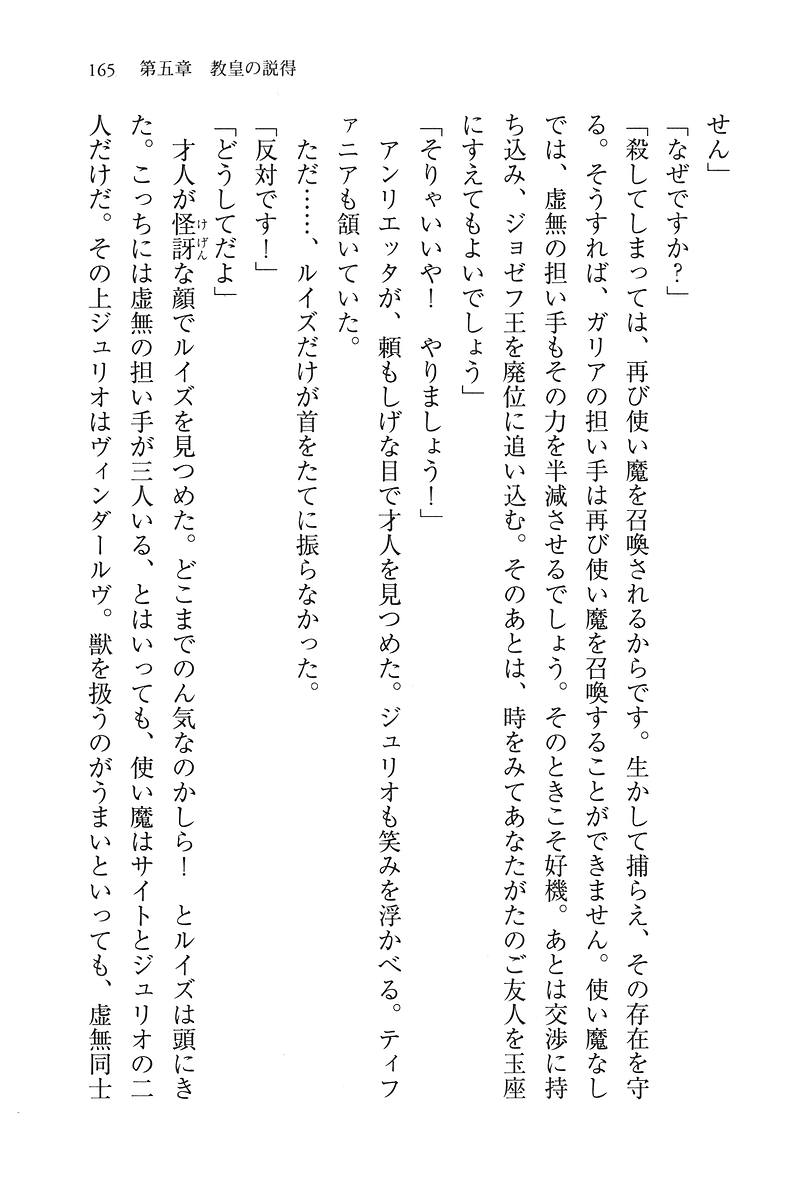 165　第五章　教皇の説得
せん」
「なぜですか？」
「殺してしまっては、再び使い魔を召喚されるからです。生かして捕らえ、その存在を守
る。そうすれば、ガリアの担い手は再び使い魔を召喚することができません。使い魔なし
では、虚無の担い手もその力を半減させるでしょう。そのときこそ好機。あとは交渉に持
ち込み、ジョゼフ王を廃位に追い込む。そのあとは、時をみてあなたがたのご友人を玉座
にすえてもよいでしょう」
「そりゃいいや！　やりましょう！」
アンリエッタが、頼もしげな目で才人を見つめた。ジュリオも笑みを浮かべる。ティフ
ァニアも頷いていた。
ただ……、ルイズだけが首をたてに振らなかった。
「反対です！」
「どうしてだよ」
才人が怪訝な顔でルイズを見つめた。どこまでのん気なのかしら！　とルイズは頭にき
けげん
た。こっちには虚無の担い手が三人いる、とはいっても、使い魔はサイトとジュリオの二
人だけだ。その上ジュリオはヴィンダールヴ。獣を扱うのがうまいといっても、虚無同士